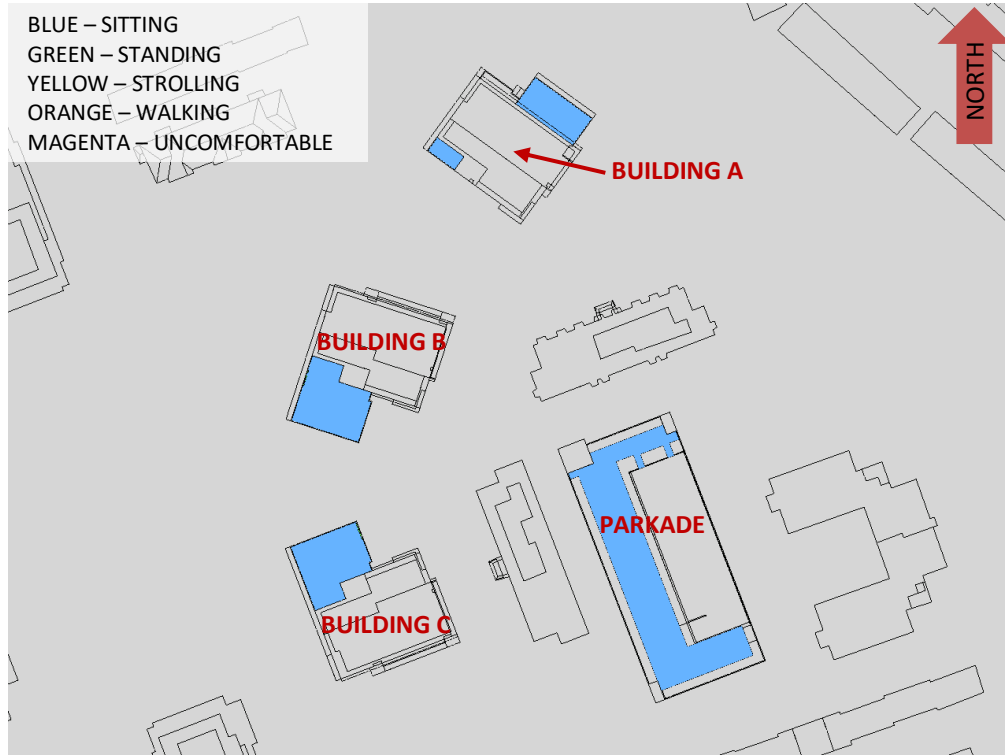 BLUE – SITTING
GREEN – STANDING
YELLOW – STROLLING
ORANGE – WALKING
MAGENTA – UNCOMFORTABLE
NORTH
BUILDING A
BUILDING B
PARKADE
BUILDING C